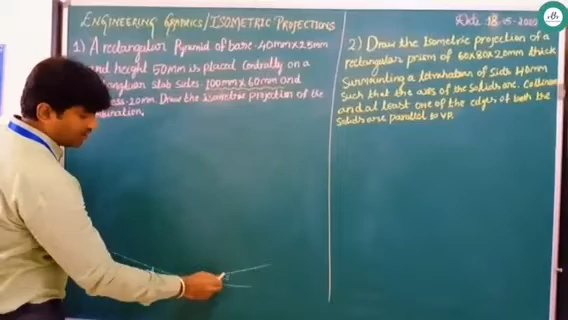 ENGINEERING GRAPHICS/ISOMETRIC PROJECTIONS
Date: 18-05-2020
1) A rectangular Pyramid of base 40mm x 25mm
and height 50mm is placed centrally on a
slab sides 100mm x 60mm and
20mm. Draw the Isometric projection of the
2) Draw the Isometric projection of a
rectangular prism of 60x80x20mm thick
Surmounting a tetrahedron of side 40mm
such that the axes of the solids are
and at least one of the edges of both the
solids are parallel to VP.